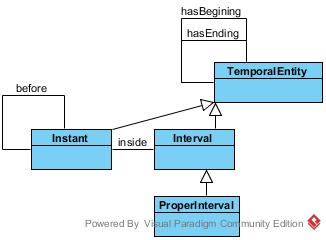 hasBegining
hasEnding
TemporalEntity
before
Instant
inside
Interval
ProperInterval
Powered By Visual Paradigm Community Edition